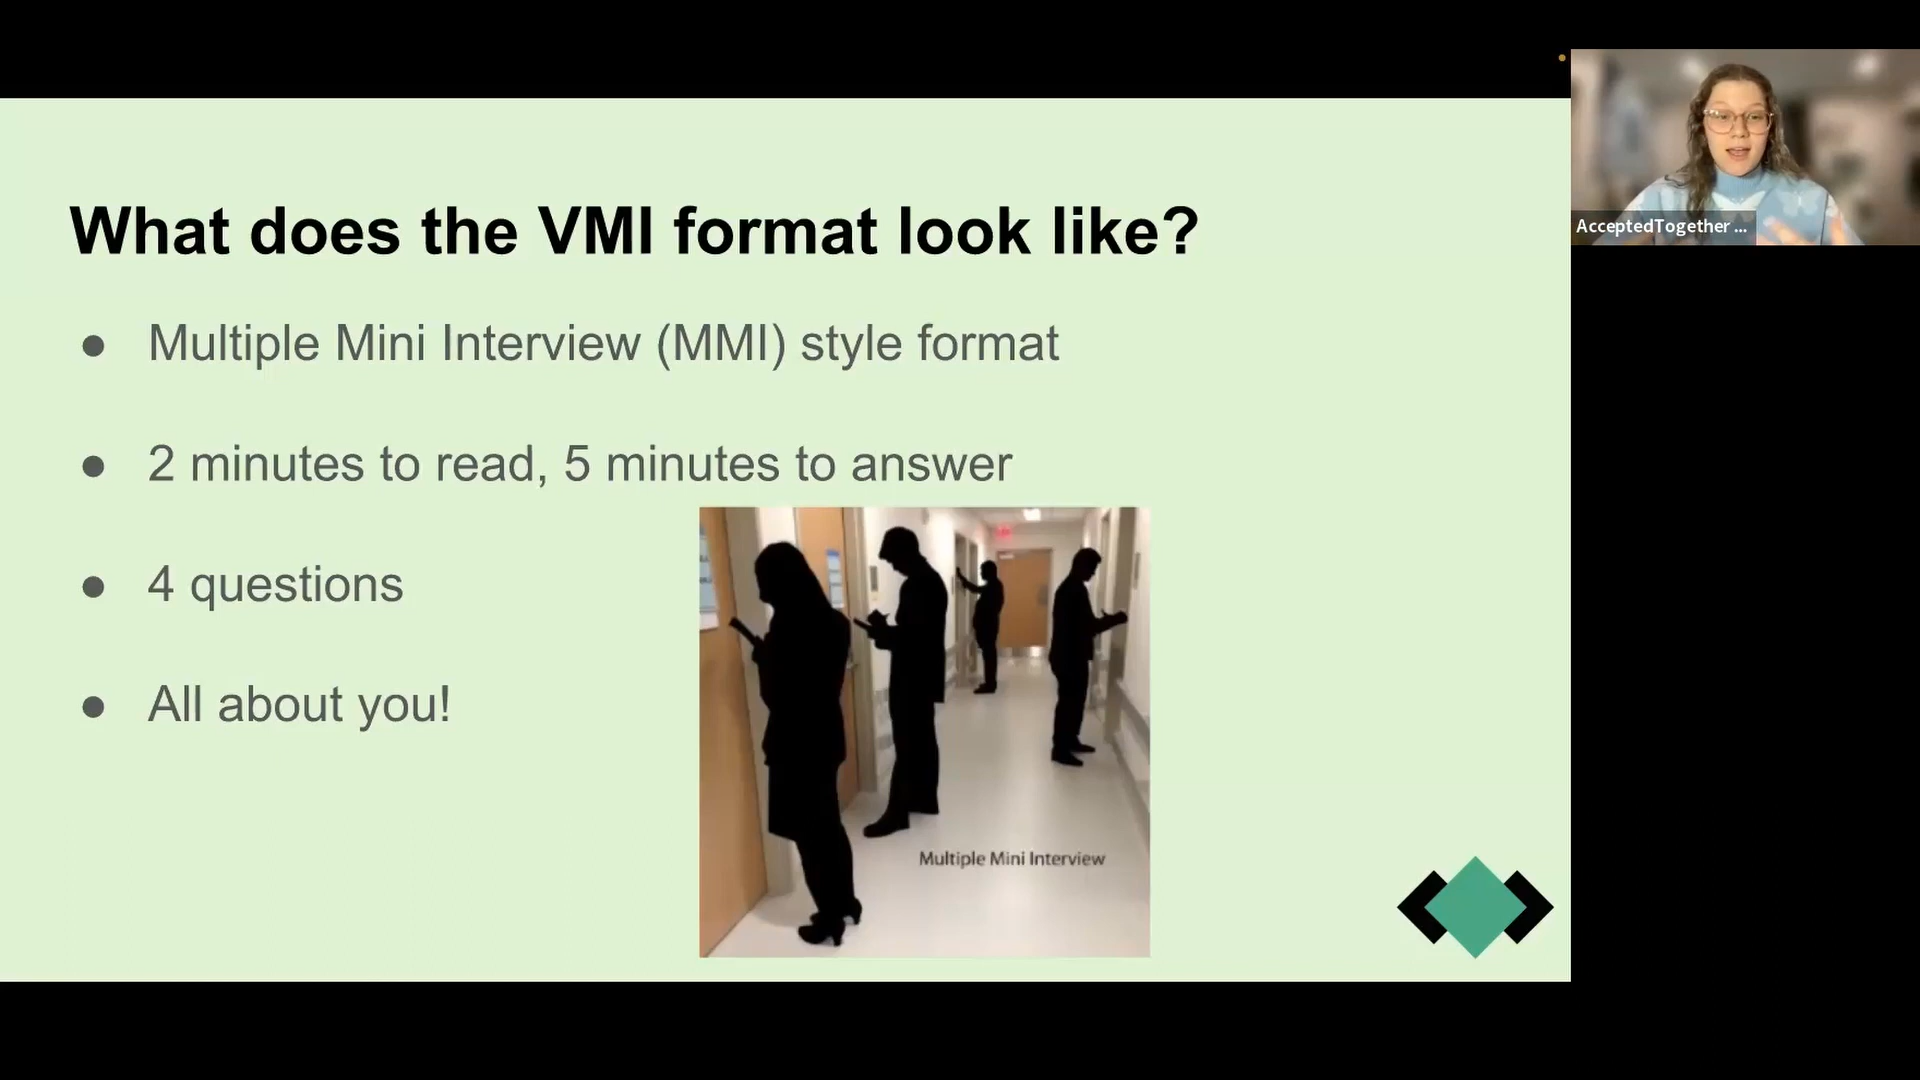 What does the VMI format look like?
● Multiple Mini Interview (MMI) style format
● 2 minutes to read, 5 minutes to answer
● 4 questions
● All about you!
Multiple Mini Interview
AcceptedTogether ...